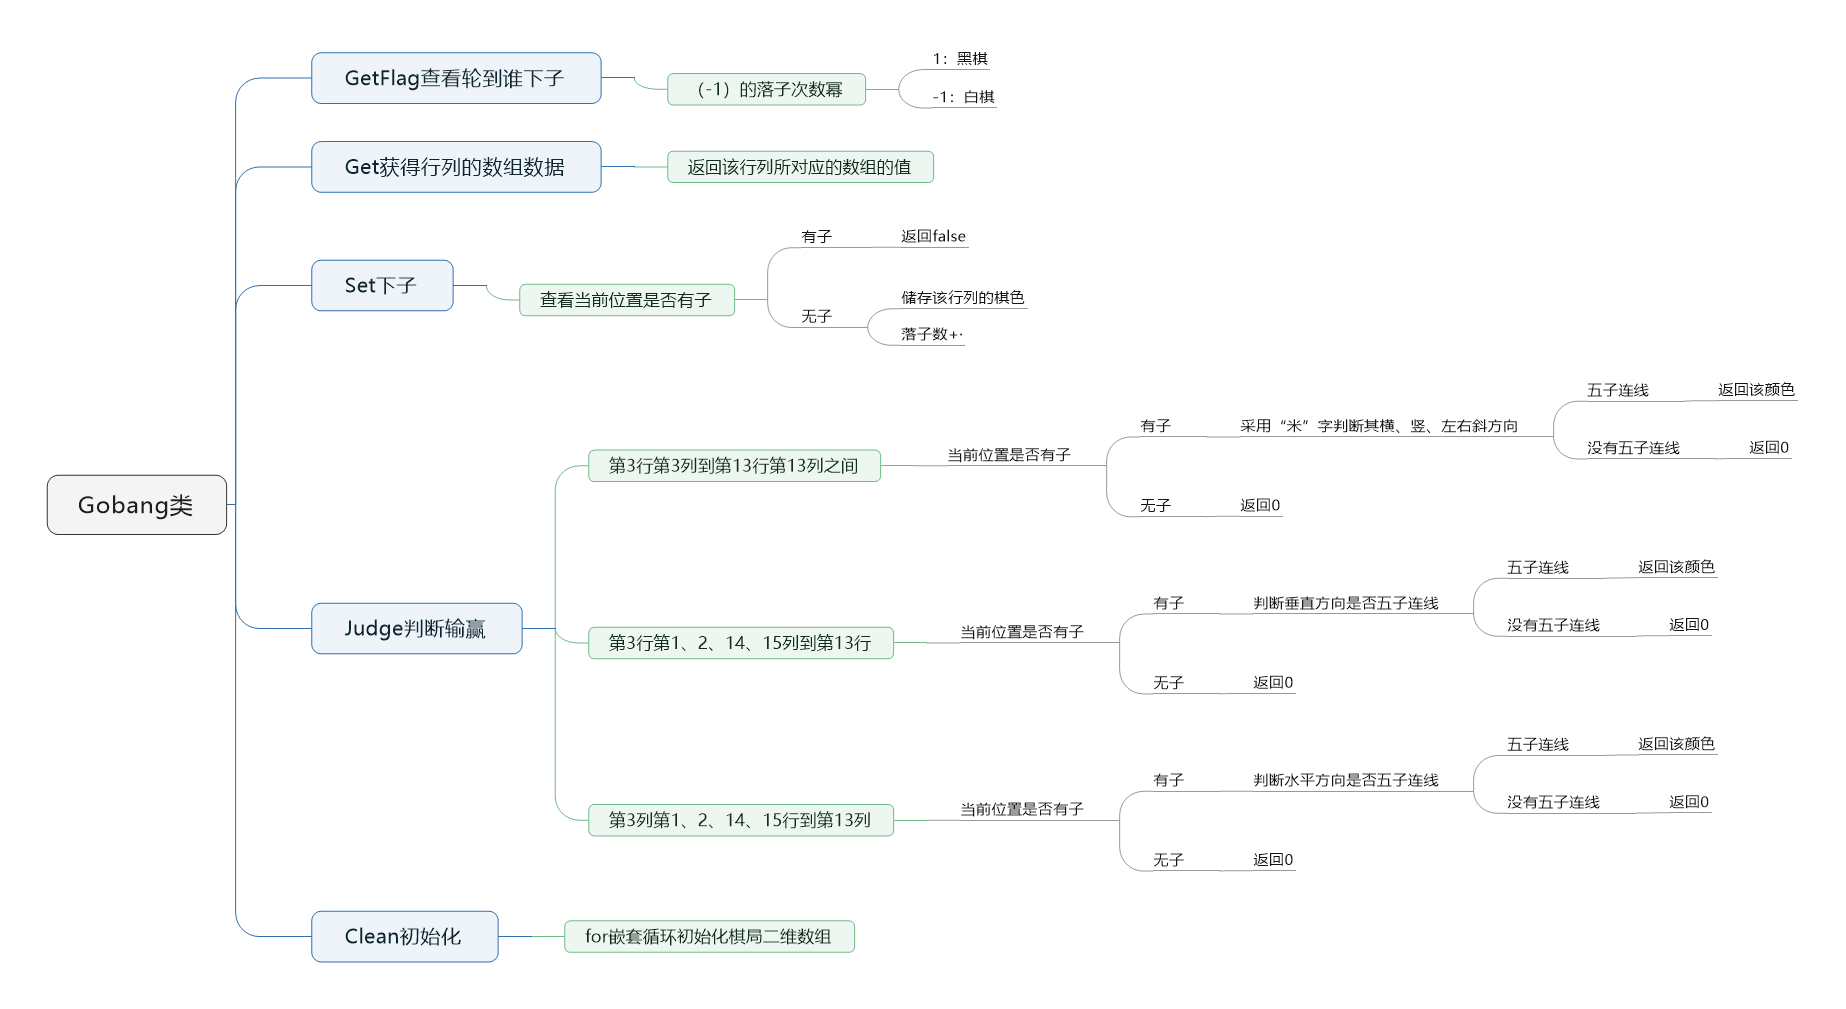 Gobang类
GetFlag查看轮到谁下子
（-1）的落子次数幂
1：黑棋
-1：白棋
Get获得行列的数组数据
返回该行列所对应的数组的值
Set下子
查看当前位置是否有子
有子
返回false
无子
储存该行列的棋色
落子数+·
Judge判断输赢
第3行第3列到第13行第13列之间
当前位置是否有子
有子
采用“米”字判断其横、竖、左右斜方向
五子连线
返回该颜色
没有五子连线
返回0
无子
返回0
第3行第1、2、14、15列到第13行
当前位置是否有子
有子
判断垂直方向是否五子连线
五子连线
返回该颜色
没有五子连线
返回0
无子
返回0
第3列第1、2、14、15行到第13列
当前位置是否有子
有子
判断水平方向是否五子连线
五子连线
返回该颜色
没有五子连线
返回0
无子
返回0
Clean初始化
for嵌套循环初始化棋局二维数组